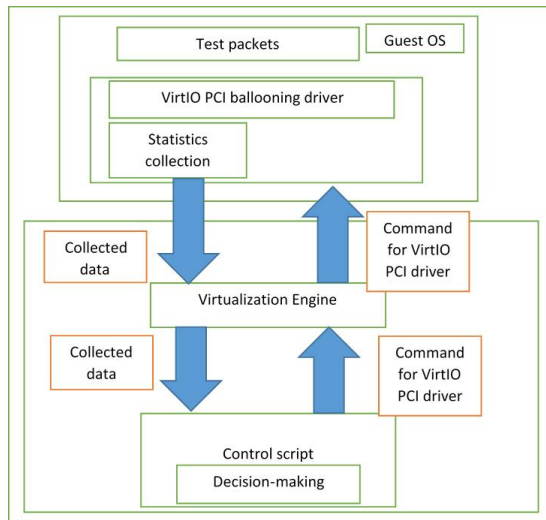 Test packets
Guest OS
VirtIO PCI ballooning driver
Statistics
collection
Collected
data
Command
for VirtIO
PCI driver
Virtualization Engine
Collected
data
Command
for VirtIO
PCI driver
Control script
Decision-making